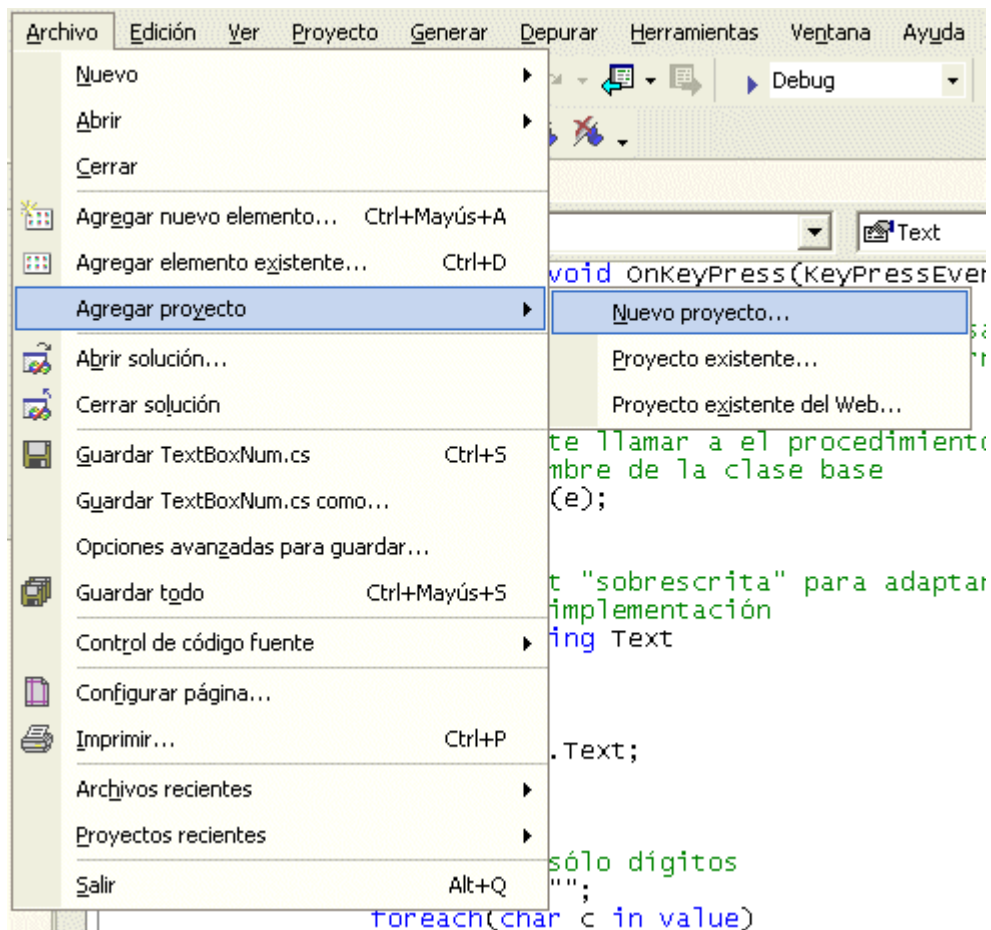 Archivo Edición Ver Proyecto Generar Depurar Herramientas Ventana Ayuda
Debug
Text
Nuevo
Abrir
Cerrar
Agregar nuevo elemento... Ctrl+Mayús+A
Agregar elemento existente... Ctrl+D
Agregar proyecto
Abrir solución...
Cerrar solución
Guardar TextBoxNum.cs Ctrl+S
Guardar TextBoxNum.cs como...
Opciones avanzadas para guardar...
Guardar todo Ctrl+Mayús+S
Control de código fuente
Configurar página...
Imprimir... Ctrl+P
Archivos recientes
Proyectos recientes
Salir Alt+Q
Nuevo proyecto...
Proyecto existente...
Proyecto existente del Web...
void OnKeyPress(KeyPressEven
te llamar a el procedimiento
mbre de la clase base
(e);
t "sobrescrita" para adaptar
implementación
ing Text
.Text;
sólo dígitos
"";
foreach(char c in value)